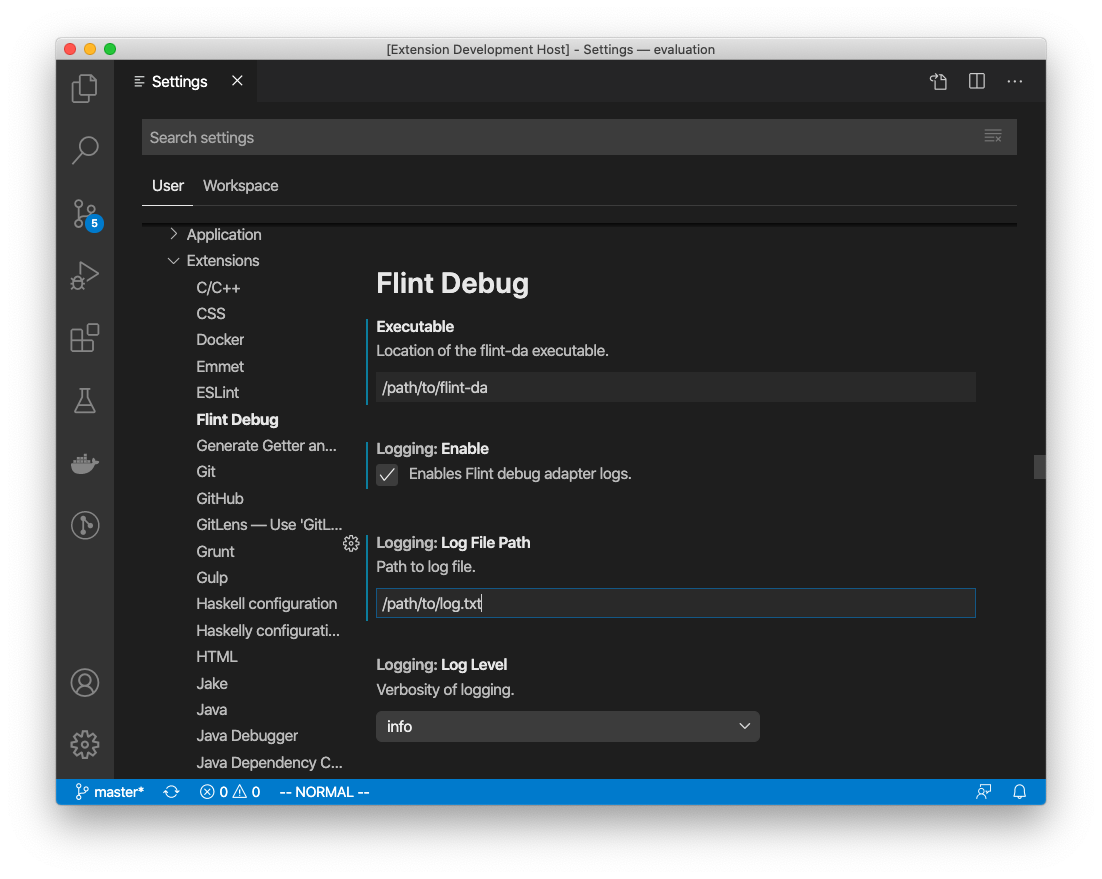 [Extension Development Host] - Settings — evaluation
Settings
Search settings
User Workspace
Application
Extensions
C/C++
CSS
Docker
Emmet
ESLint
Flint Debug
Generate Getter an...
Git
GitHub
GitLens — Use 'GitL...
Grunt
Gulp
Haskell configuration
Haskelly configurati...
HTML
Jake
Java
Java Debugger
Java Dependency C...
Flint Debug
Executable
Location of the flint-da executable.
/path/to/flint-da
Logging: Enable
Enables Flint debug adapter logs.
Logging: Log File Path
Path to log file.
/path/to/log.txt
Logging: Log Level
Verbosity of logging.
info
5
master* 0 0 -- NORMAL --